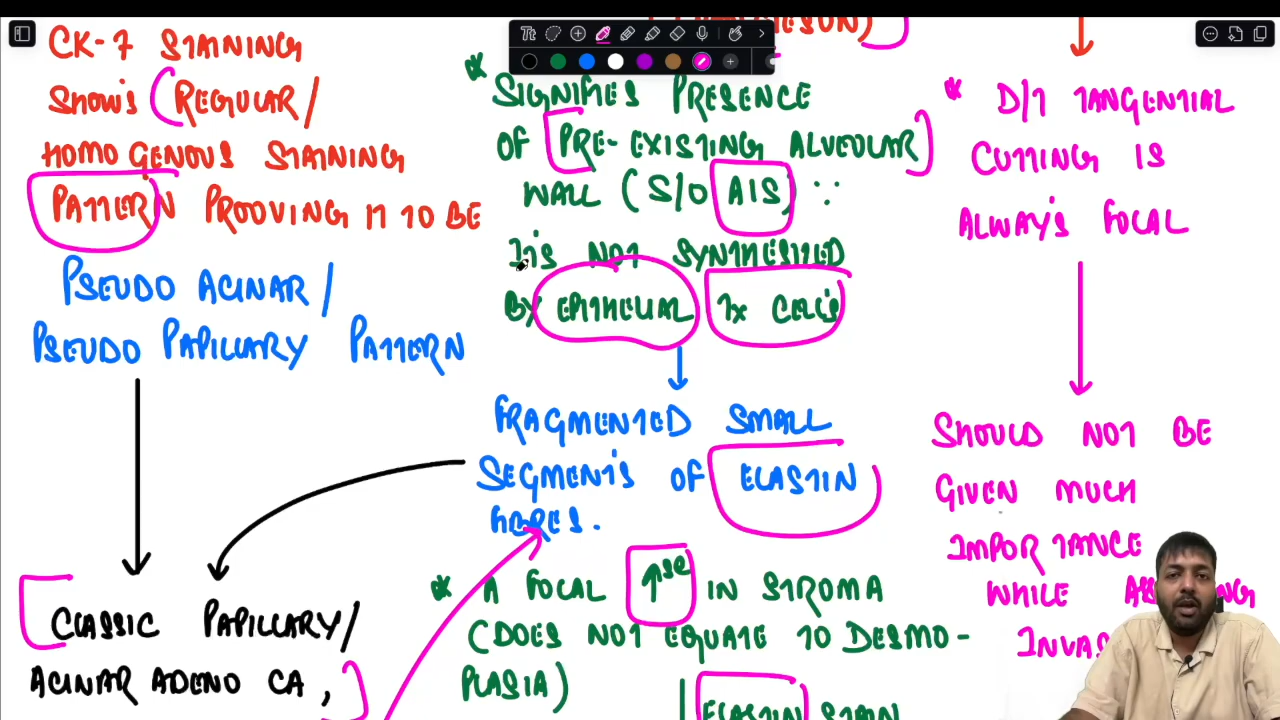 CK-7 STAINING
SHOWS (REGULAR/
HOMOGENOUS STAINING
PATTERN PROOVING IT TO BE
PSEUDO ACINAR/
PSEUDO PAPILLARY PATTERN
CLASSIC PAPILLARY/
ACINAR ADENO CA,
* SIGNIFIES PRESENCE
OF PRE-EXISTING ALVEOLAR
WALL (S/O AIS) ∵
IT'S NOT SYNTHESIZED
BY EPITHELIAL Tx CELLS
FRAGMENTED SMALL
SEGMENTS OF ELASTIN
FIBRES.
* A FOCAL ↑SE IN STROMA
(DOES NOT EQUATE TO DESMO-
PLASIA)
ELASTIN STAIN
* D/T TANGENTIAL
CUTTING IS
ALWAYS FOCAL
SHOULD NOT BE
GIVEN MUCH
IMPORTANCE
WHILE